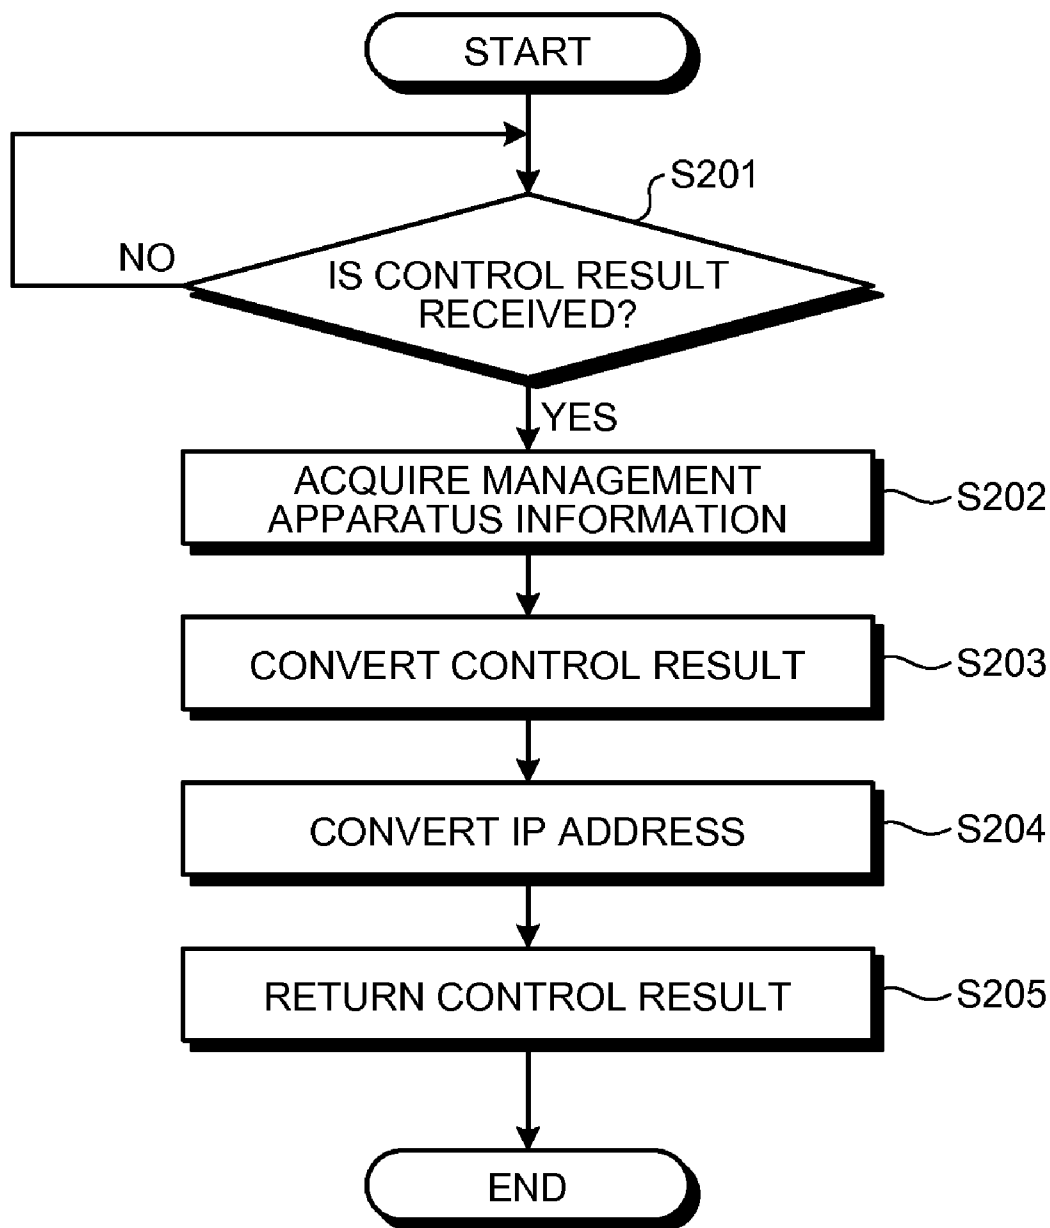 START
S201
NO
IS CONTROL RESULT
RECEIVED?
YES
ACQUIRE MANAGEMENT
APPARATUS INFORMATION
S202
CONVERT CONTROL RESULT
S203
CONVERT IP ADDRESS
S204
RETURN CONTROL RESULT
S205
END